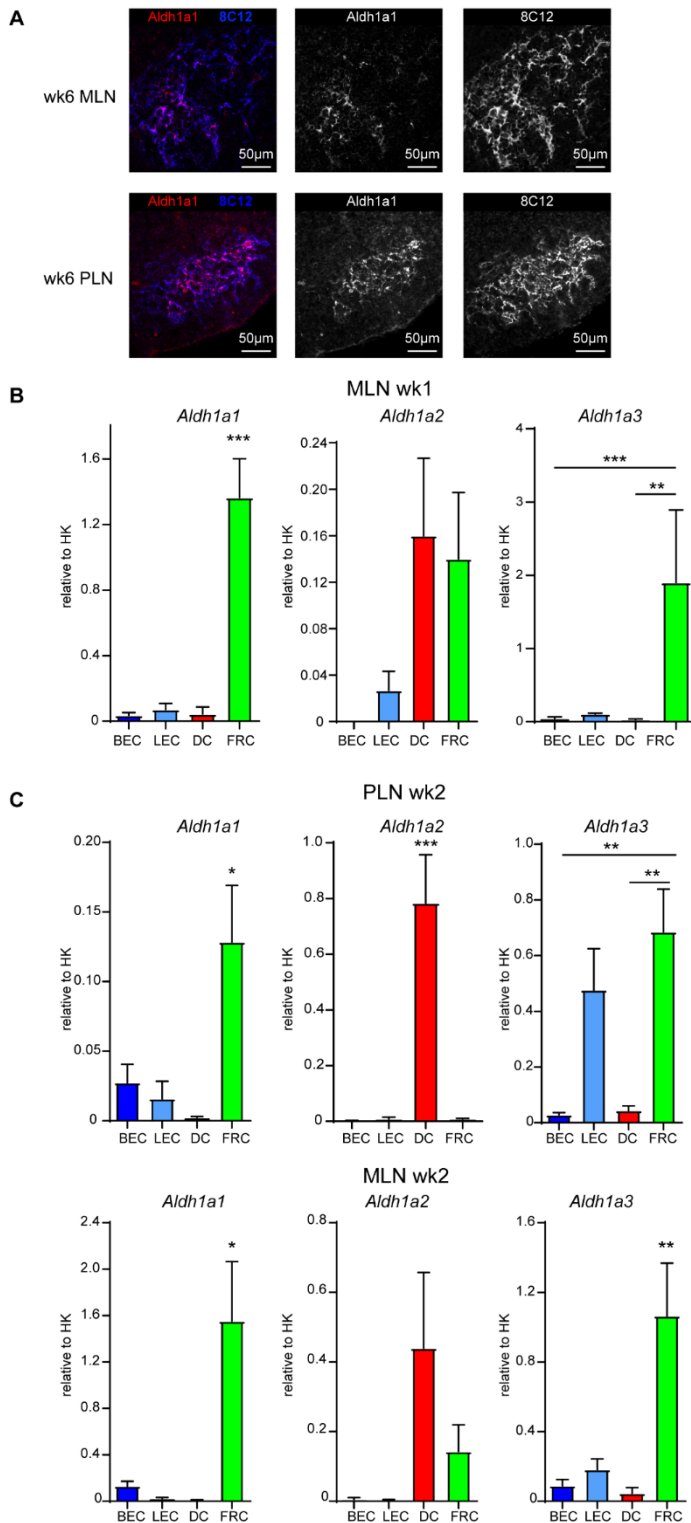 A
Aldh1a1 8C12 Aldh1a1 8C12
wk6 MLN
50µm 50µm 50µm
Aldh1a1 8C12 Aldh1a1 8C12
wk6 PLN
50µm 50µm 50µm
B
MLN wk1
Aldh1a1 Aldh1a2 Aldh1a3
*** *** **
relative to HK relative to HK relative to HK
1.6 1.2 0.8 0.4 0
0.24 0.20 0.16 0.12 0.08 0.04 0
4 3 2 1 0
BEC LEC DC FRC BEC LEC DC FRC BEC LEC DC FRC
C
PLN wk2
Aldh1a1 Aldh1a2 Aldh1a3
* *** ** **
relative to HK relative to HK relative to HK
0.20 0.15 0.10 0.05 0
1.0 0.8 0.6 0.4 0.2 0
1.0 0.8 0.6 0.4 0.2 0
BEC LEC DC FRC BEC LEC DC FRC BEC LEC DC FRC
MLN wk2
Aldh1a1 Aldh1a2 Aldh1a3
* **
relative to HK relative to HK relative to HK
2.4 2.0 1.6 1.2 0.8 0.4 0
0.8 0.6 0.4 0.2 0
1.6 1.2 0.8 0.4 0
BEC LEC DC FRC BEC LEC DC FRC BEC LEC DC FRC